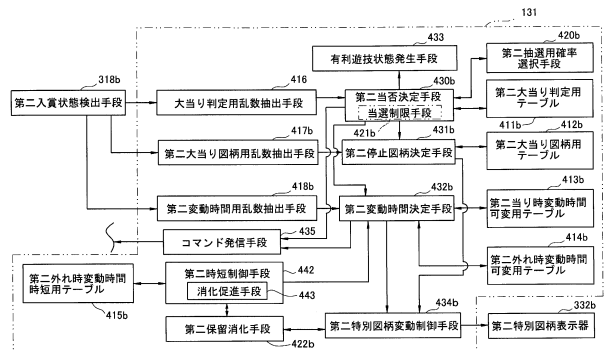 131
433
有利遊技状態発生手段
420b
第二抽選用確率
選択手段
318b
第二入賞状態検出手段
416
大当り判定用乱数抽出手段
430b
第二当否決定手段
当選制限手段
421b
第二大当り判定用
テーブル
411b
417b
第二大当り図柄用乱数抽出手段
431b
第二停止図柄決定手段
412b
第二大当り図柄用
テーブル
418b
第二変動時間用乱数抽出手段
432b
第二変動時間決定手段
413b
第二当り時変動時間
可変用テーブル
435
コマンド発信手段
414b
第二外れ時変動時間
可変用テーブル
第二外れ時変動時間
時短用テーブル
415b
第二時短制御手段
442
消化促進手段
443
434b
第二保留消化手段
422b
第二特別図柄変動制御手段
332b
第二特別図柄表示器